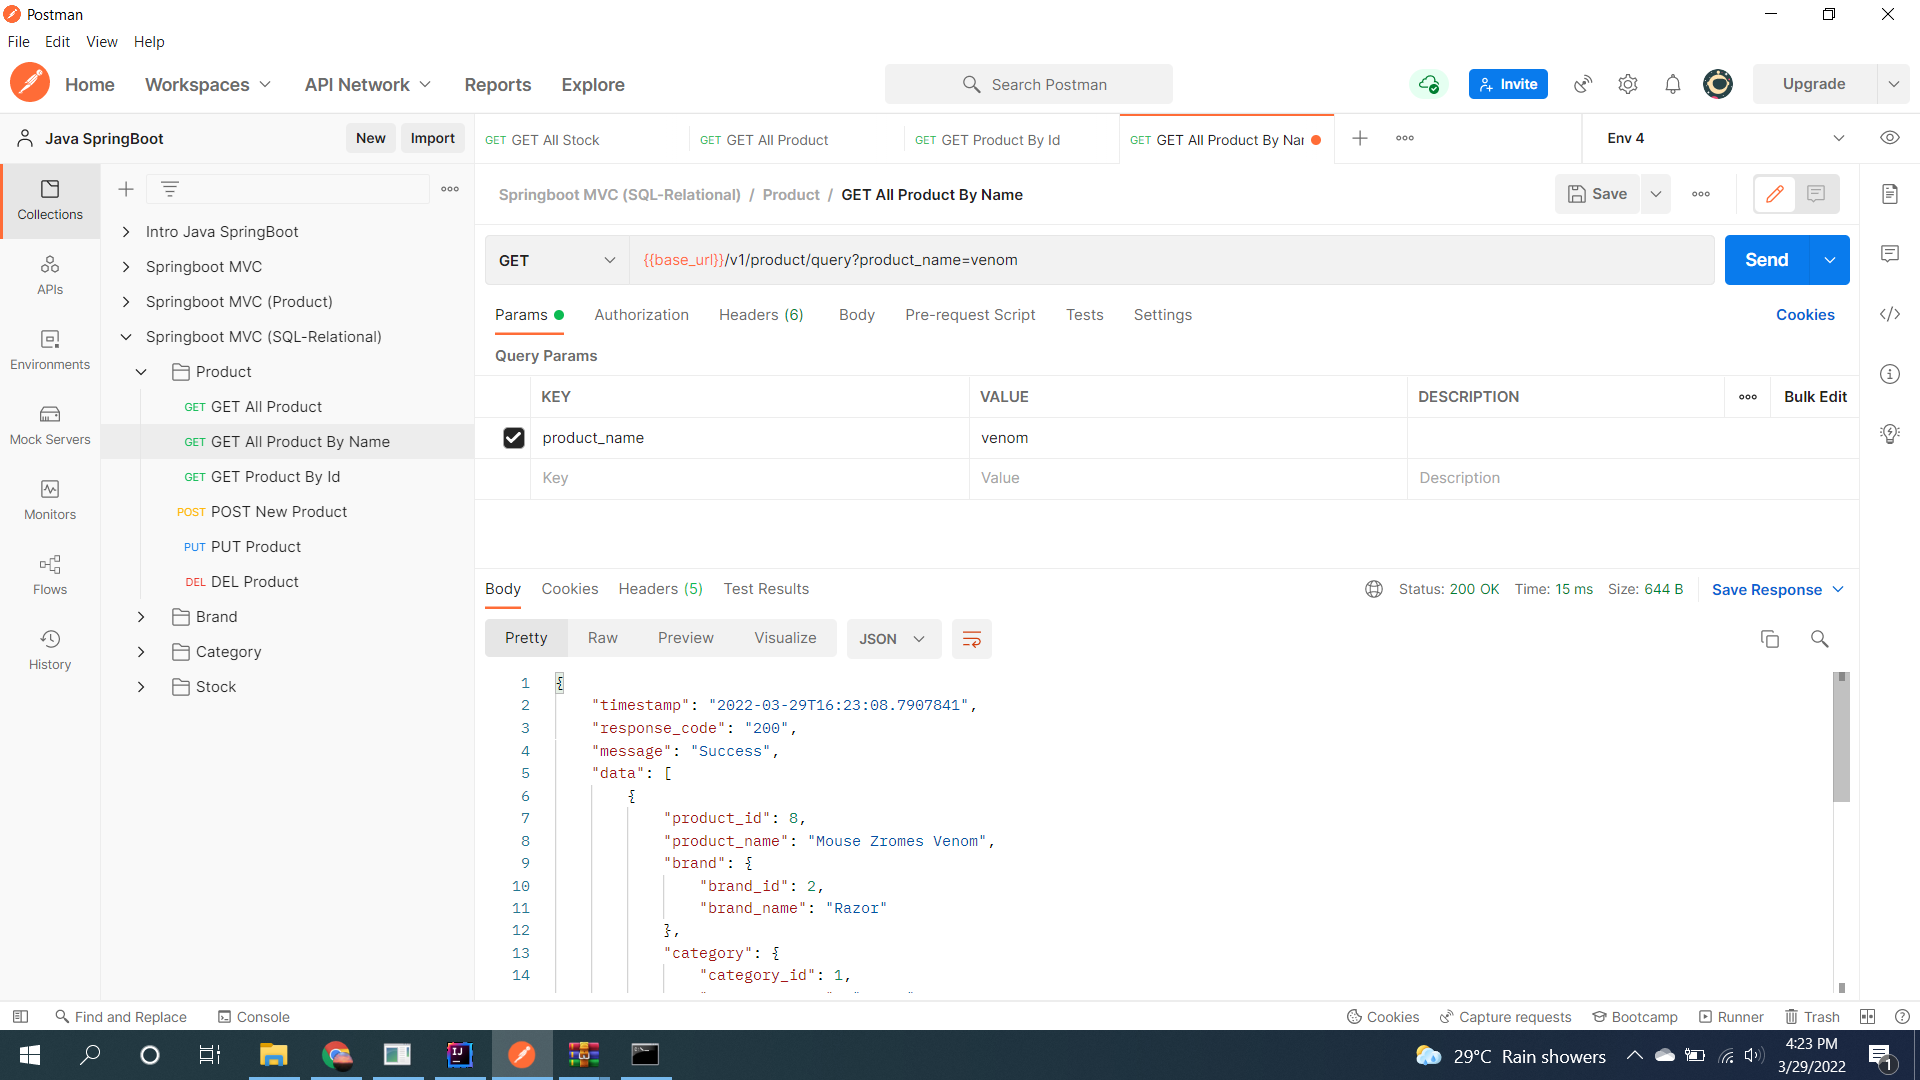 Postman
File Edit View Help
Home Workspaces API Network Reports Explore Search Postman Invite Upgrade
Java SpringBoot New Import
GET GET All Stock GET GET All Product GET GET Product By Id GET GET All Product By Nar Env 4
Springboot MVC (SQL-Relational) / Product / GET All Product By Name Save
Collections
APIs
Environments
Mock Servers
Monitors
Flows
History
Intro Java SpringBoot
Springboot MVC
Springboot MVC (Product)
Springboot MVC (SQL-Relational)
Product
GET GET All Product
GET GET All Product By Name
GET GET Product By Id
POST POST New Product
PUT PUT Product
DEL DEL Product
Brand
Category
Stock
GET {{base_url}}/v1/product/query?product_name=venom Send
Params Authorization Headers (6) Body Pre-request Script Tests Settings Cookies
Query Params
KEY VALUE DESCRIPTION Bulk Edit
product_name venom
Key Value Description
Body Cookies Headers (5) Test Results Status: 200 OK Time: 15 ms Size: 644 B Save Response
Pretty Raw Preview Visualize JSON
1 {
2 "timestamp": "2022-03-29T16:23:08.7907841",
3 "response_code": "200",
4 "message": "Success",
5 "data": [
6 {
7 "product_id": 8,
8 "product_name": "Mouse Zromes Venom",
9 "brand": {
10 "brand_id": 2,
11 "brand_name": "Razor"
12 },
13 "category": {
14 "category_id": 1,
Find and Replace Console Cookies Capture requests Bootcamp Runner Trash
29°C Rain showers
4:23 PM
3/29/2022
1